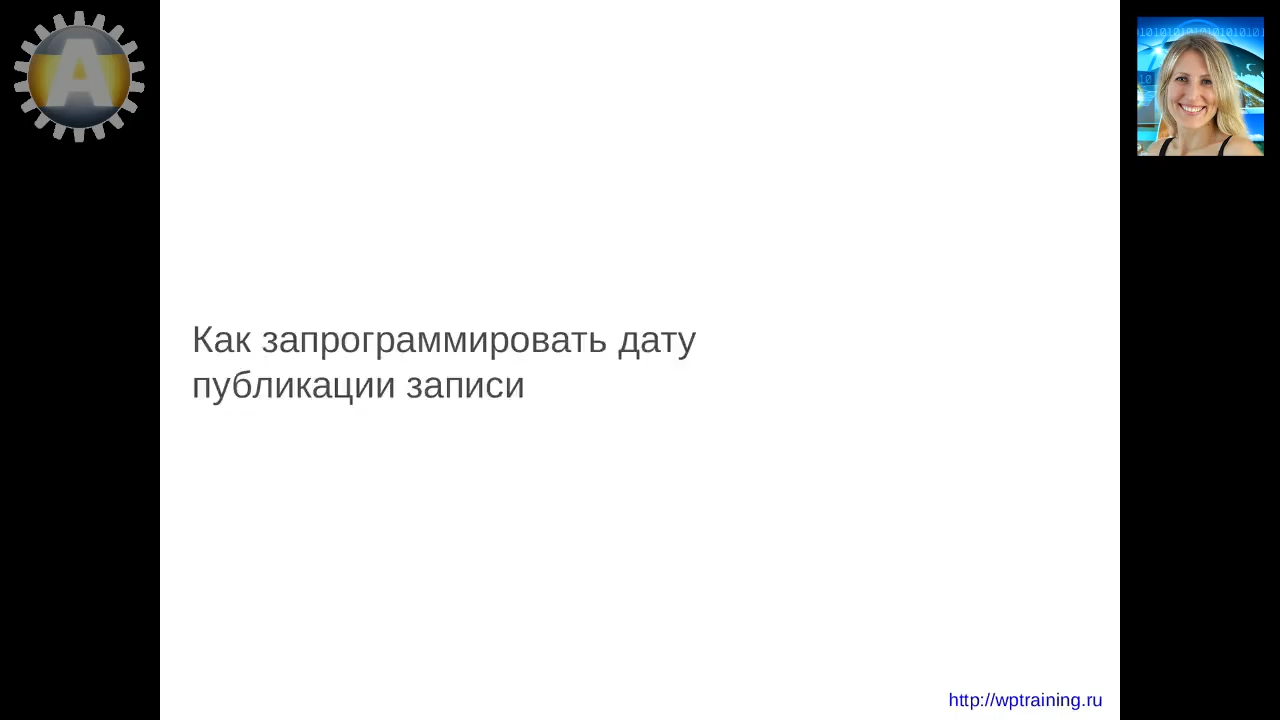 A
Как запрограммировать дату
публикации записи
http://wptraining.ru